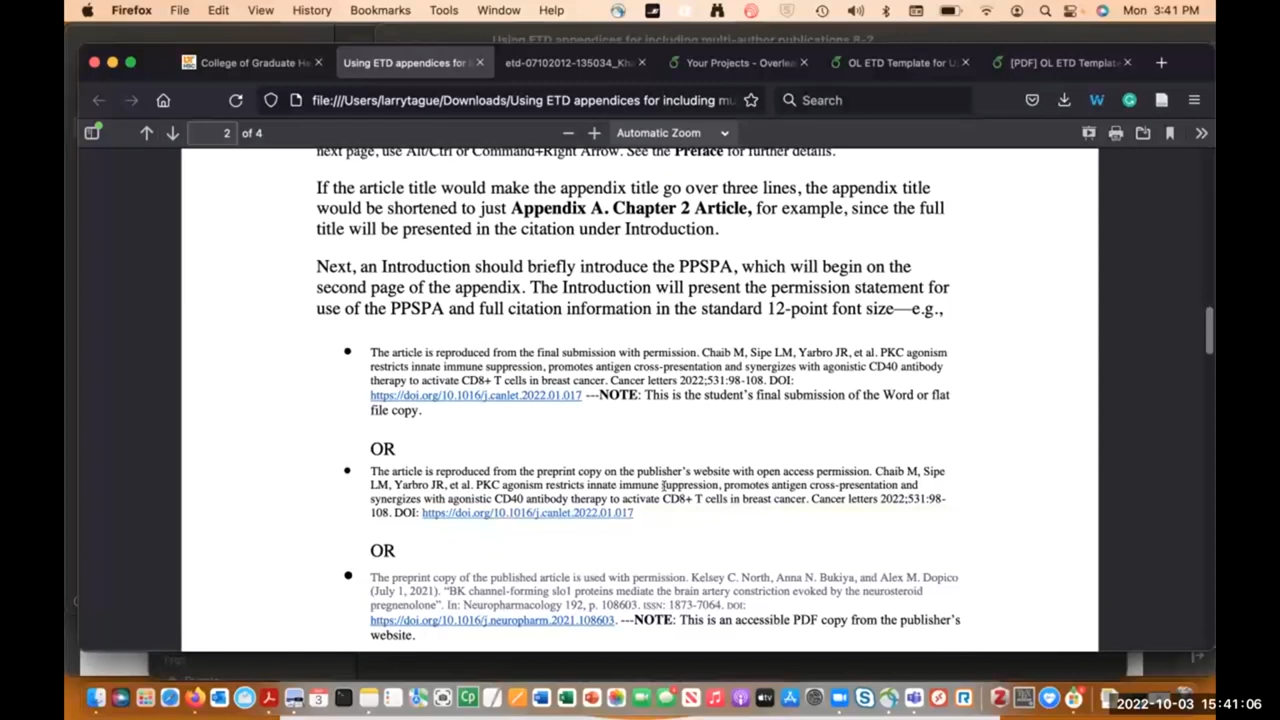 Firefox File Edit View History Bookmarks Tools Window Help Mon 3:41 PM
Using ETD appendices for including multi-author publications 8-2
College of Graduate He Using ETD appendices for i etd-07102012-135034_Kha Your Projects - Overlea OL ETD Template for U [PDF] OL ETD Template
file:///Users/larrytague/Downloads/Using ETD appendices for including mu Search
2 of 4 Automatic Zoom
next page, use Alt/Ctrl or Command+Right Arrow. See the Preface for further details.
If the article title would make the appendix title go over three lines, the appendix title
would be shortened to just Appendix A. Chapter 2 Article, for example, since the full
title will be presented in the citation under Introduction.
Next, an Introduction should briefly introduce the PPSPA, which will begin on the
second page of the appendix. The Introduction will present the permission statement for
use of the PPSPA and full citation information in the standard 12-point font size—e.g.,
• The article is reproduced from the final submission with permission. Chaib M, Sipe LM, Yarbro JR, et al. PKC agonism
restricts innate immune suppression, promotes antigen cross-presentation and synergizes with agonistic CD40 antibody
therapy to activate CD8+ T cells in breast cancer. Cancer letters 2022;531:98-108. DOI:
https://doi.org/10.1016/j.canlet.2022.01.017 ---NOTE: This is the student's final submission of the Word or flat
file copy.
OR
• The article is reproduced from the preprint copy on the publisher's website with open access permission. Chaib M, Sipe
LM, Yarbro JR, et al. PKC agonism restricts innate immune suppression, promotes antigen cross-presentation and
synergizes with agonistic CD40 antibody therapy to activate CD8+ T cells in breast cancer. Cancer letters 2022;531:98-
108. DOI: https://doi.org/10.1016/j.canlet.2022.01.017
OR
• The preprint copy of the published article is used with permission. Kelsey C. North, Anna N. Bukiya, and Alex M. Dopico
(July 1, 2021). “BK channel-forming slo1 proteins mediate the brain artery constriction evoked by the neurosteroid
pregnenolone”. In: Neuropharmacology 192, p. 108603. ISSN: 1873-7064. DOI:
https://doi.org/10.1016/j.neuropharm.2021.108603. ---NOTE: This is an accessible PDF copy from the publisher's
website.
2022-10-03 15:41:06